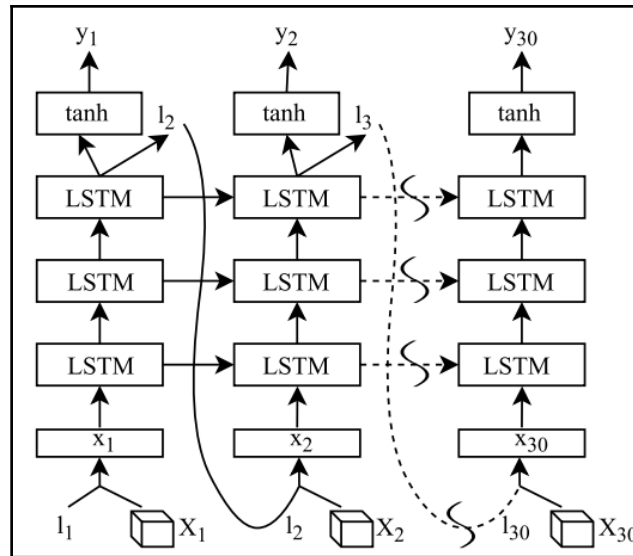 y₁ y₂ y₃₀
tanh l₂ tanh l₃ tanh
LSTM LSTM LSTM
LSTM LSTM LSTM
LSTM LSTM LSTM
x₁ x₂ x₃₀
l₁ X₁ l₂ X₂ l₃₀ X₃₀